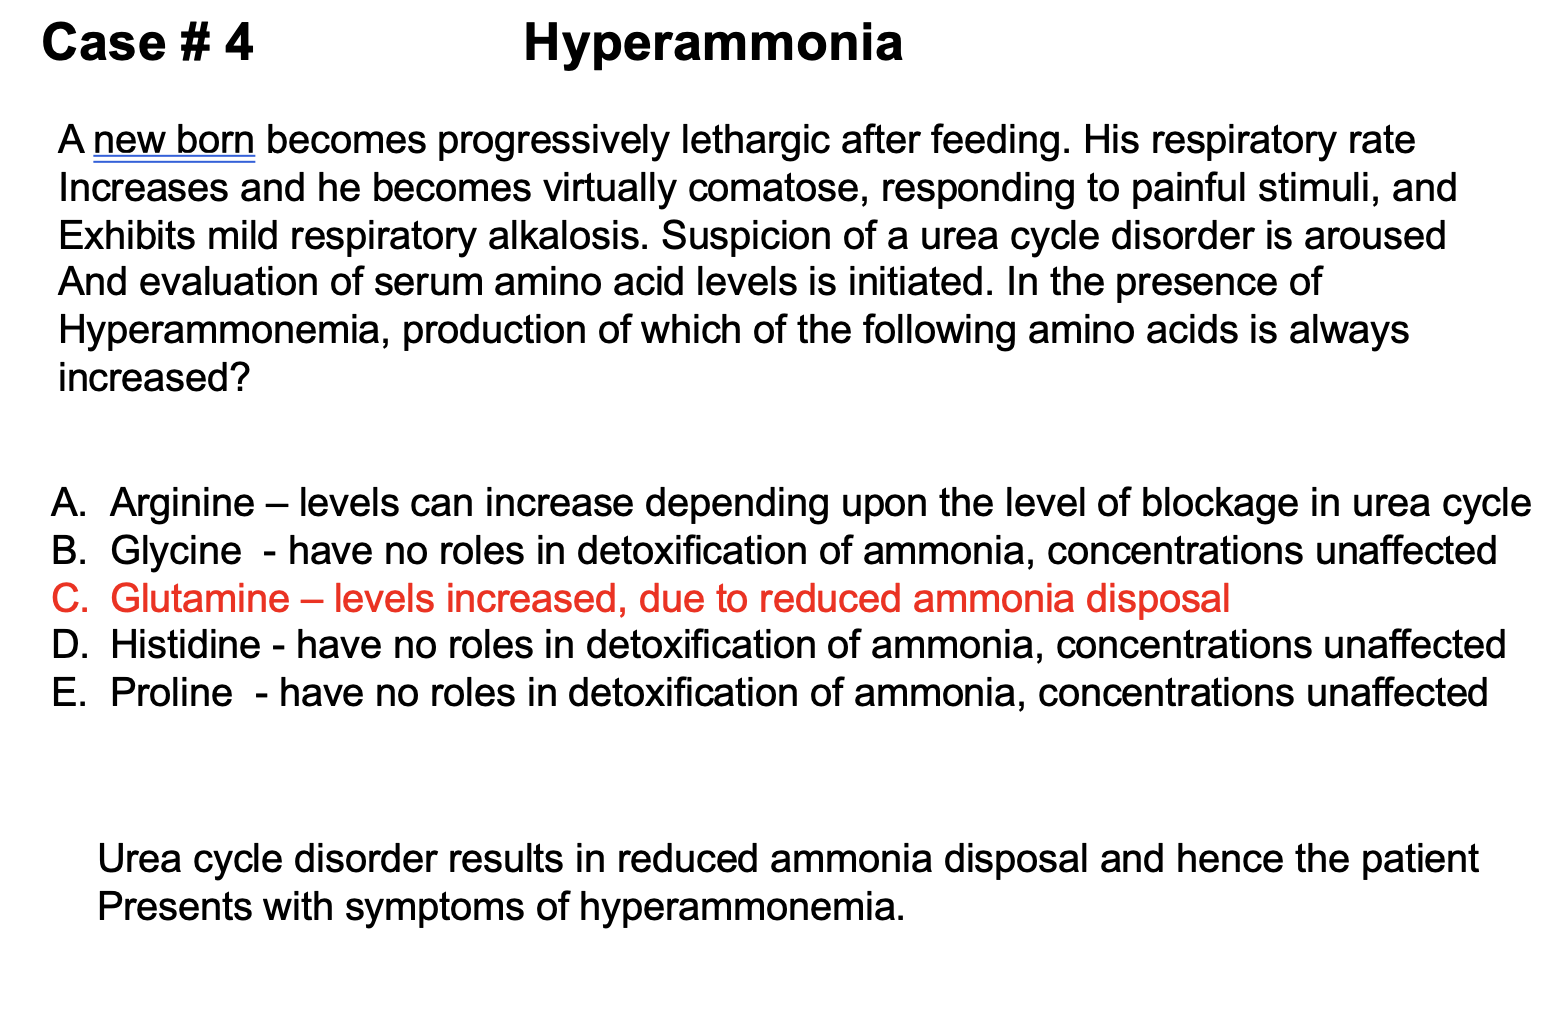 Case # 4 Hyperammonia
A new born becomes progressively lethargic after feeding. His respiratory rate
Increases and he becomes virtually comatose, responding to painful stimuli, and
Exhibits mild respiratory alkalosis. Suspicion of a urea cycle disorder is aroused
And evaluation of serum amino acid levels is initiated. In the presence of
Hyperammonemia, production of which of the following amino acids is always
increased?
A. Arginine – levels can increase depending upon the level of blockage in urea cycle
B. Glycine - have no roles in detoxification of ammonia, concentrations unaffected
C. Glutamine – levels increased, due to reduced ammonia disposal
D. Histidine - have no roles in detoxification of ammonia, concentrations unaffected
E. Proline - have no roles in detoxification of ammonia, concentrations unaffected
Urea cycle disorder results in reduced ammonia disposal and hence the patient
Presents with symptoms of hyperammonemia.